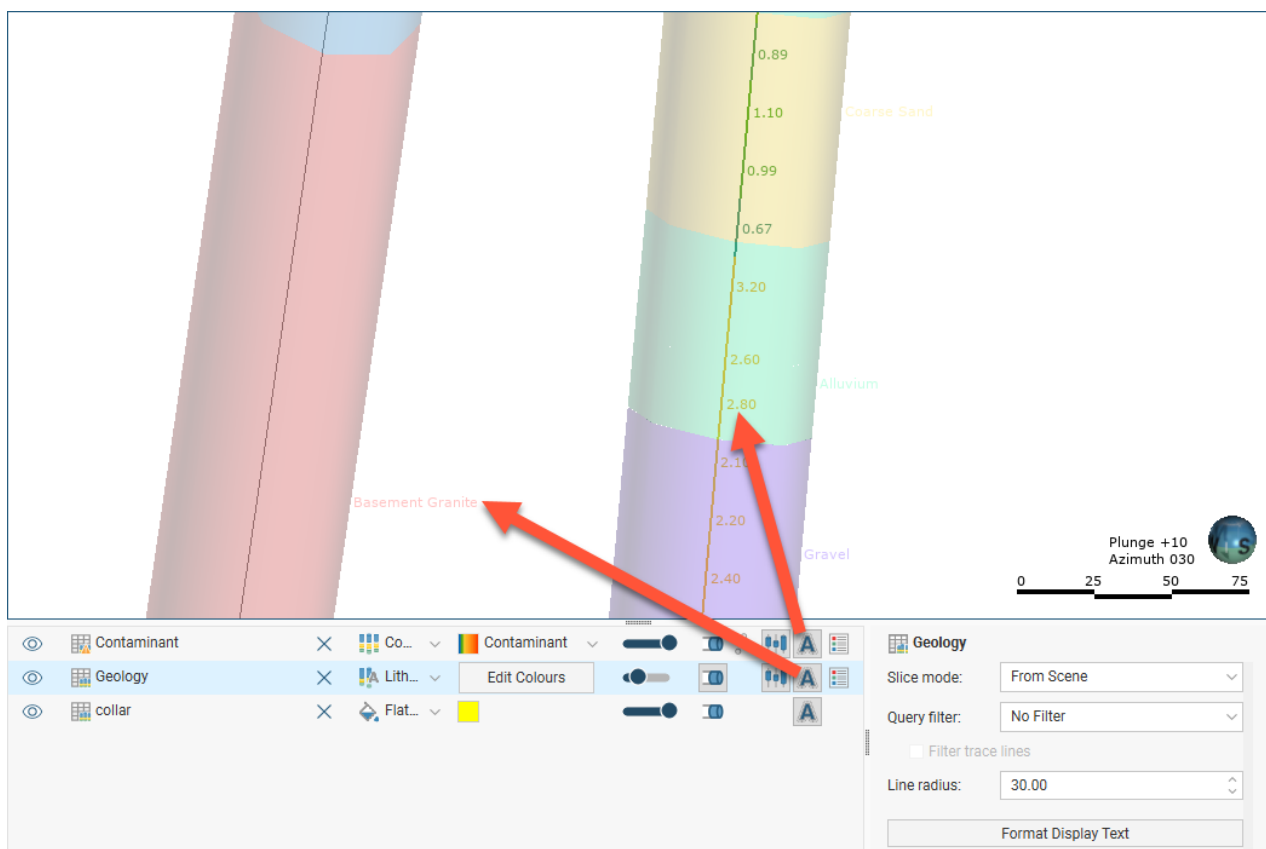 0.89
1.10
Coarse Sand
0.99
0.67
3.20
2.60
Alluvium
2.80
2.10
Basement Granite
2.20
Gravel
2.40
Plunge +10
Azimuth 030
0 25 50 75
Contaminant Co... Contaminant A
Geology Lith... Edit Colours A
collar Flat... A
Geology
Slice mode: From Scene
Query filter: No Filter
Filter trace lines
Line radius: 30.00
Format Display Text